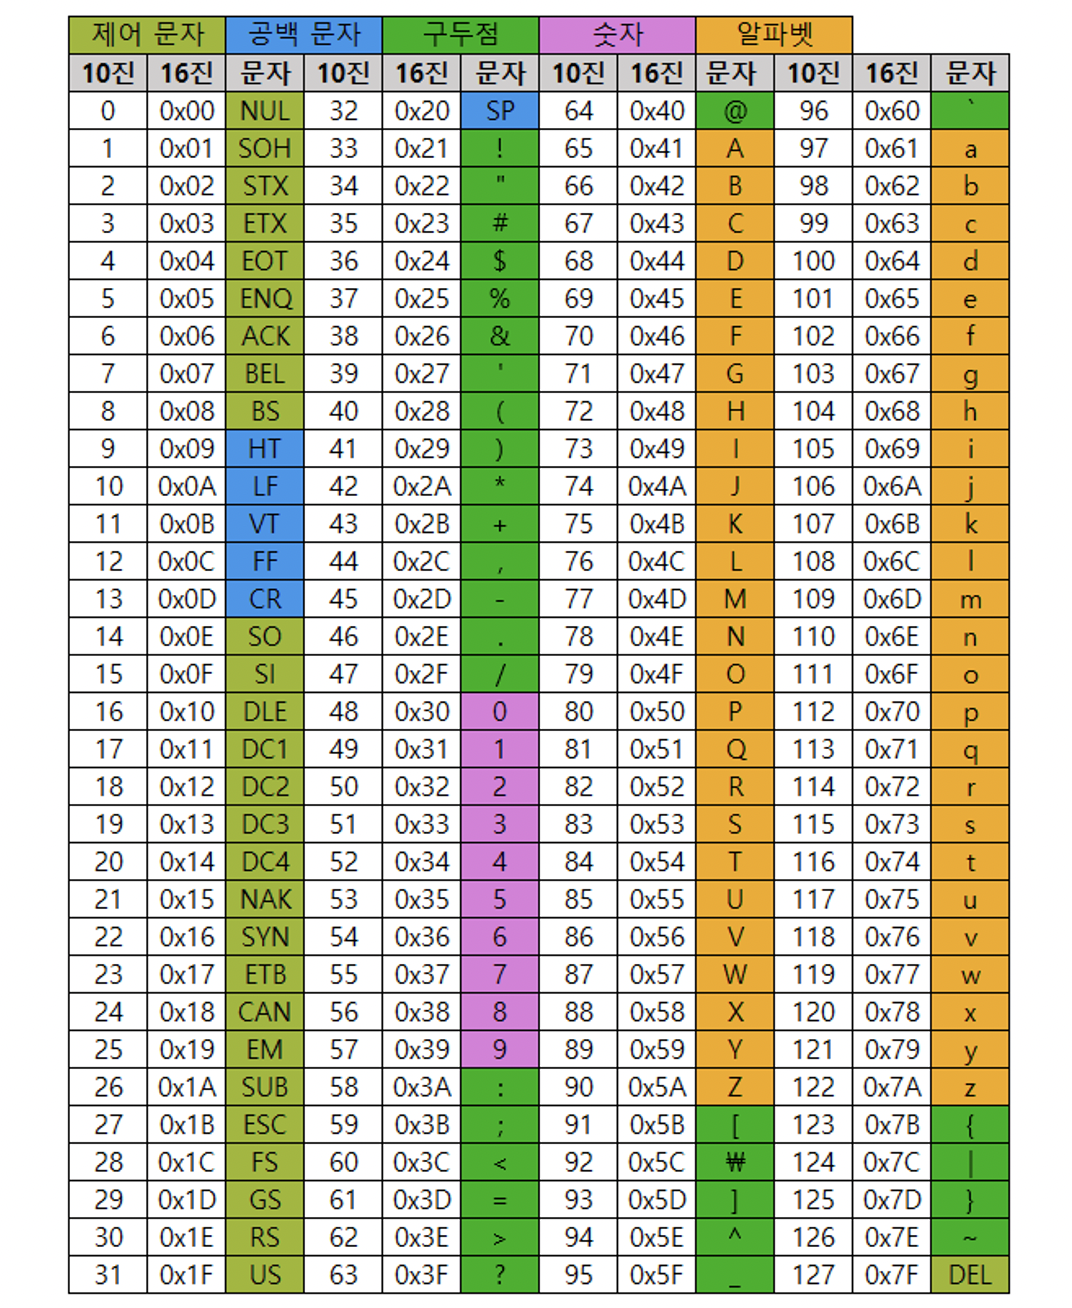 제어 문자 공백 문자 구두점 숫자 알파벳
10진 16진 문자 10진 16진 문자 10진 16진 문자 10진 16진 문자
0 0x00 NUL 32 0x20 SP 64 0x40 @ 96 0x60 `
1 0x01 SOH 33 0x21 ! 65 0x41 A 97 0x61 a
2 0x02 STX 34 0x22 " 66 0x42 B 98 0x62 b
3 0x03 ETX 35 0x23 # 67 0x43 C 99 0x63 c
4 0x04 EOT 36 0x24 $ 68 0x44 D 100 0x64 d
5 0x05 ENQ 37 0x25 % 69 0x45 E 101 0x65 e
6 0x06 ACK 38 0x26 & 70 0x46 F 102 0x66 f
7 0x07 BEL 39 0x27 ' 71 0x47 G 103 0x67 g
8 0x08 BS 40 0x28 ( 72 0x48 H 104 0x68 h
9 0x09 HT 41 0x29 ) 73 0x49 I 105 0x69 i
10 0x0A LF 42 0x2A * 74 0x4A J 106 0x6A j
11 0x0B VT 43 0x2B + 75 0x4B K 107 0x6B k
12 0x0C FF 44 0x2C , 76 0x4C L 108 0x6C l
13 0x0D CR 45 0x2D - 77 0x4D M 109 0x6D m
14 0x0E SO 46 0x2E . 78 0x4E N 110 0x6E n
15 0x0F SI 47 0x2F / 79 0x4F O 111 0x6F o
16 0x10 DLE 48 0x30 0 80 0x50 P 112 0x70 p
17 0x11 DC1 49 0x31 1 81 0x51 Q 113 0x71 q
18 0x12 DC2 50 0x32 2 82 0x52 R 114 0x72 r
19 0x13 DC3 51 0x33 3 83 0x53 S 115 0x73 s
20 0x14 DC4 52 0x34 4 84 0x54 T 116 0x74 t
21 0x15 NAK 53 0x35 5 85 0x55 U 117 0x75 u
22 0x16 SYN 54 0x36 6 86 0x56 V 118 0x76 v
23 0x17 ETB 55 0x37 7 87 0x57 W 119 0x77 w
24 0x18 CAN 56 0x38 8 88 0x58 X 120 0x78 x
25 0x19 EM 57 0x39 9 89 0x59 Y 121 0x79 y
26 0x1A SUB 58 0x3A : 90 0x5A Z 122 0x7A z
27 0x1B ESC 59 0x3B ; 91 0x5B [ 123 0x7B {
28 0x1C FS 60 0x3C < 92 0x5C ₩ 124 0x7C |
29 0x1D GS 61 0x3D = 93 0x5D ] 125 0x7D }
30 0x1E RS 62 0x3E > 94 0x5E ^ 126 0x7E ~
31 0x1F US 63 0x3F ? 95 0x5F _ 127 0x7F DEL